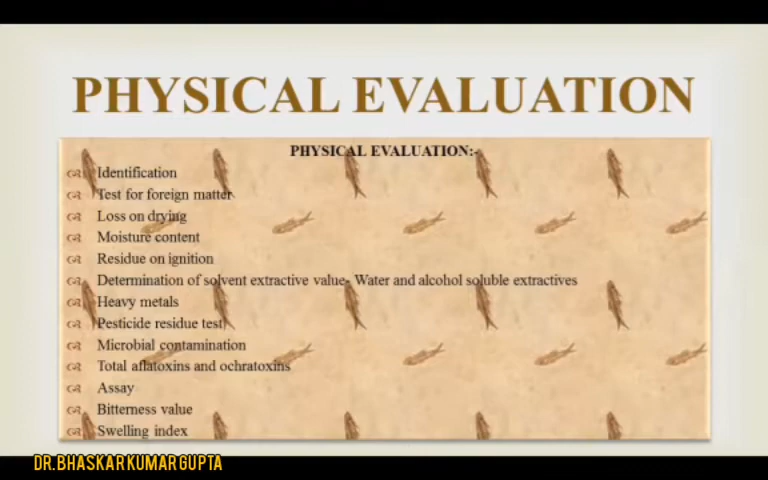 PHYSICAL EVALUATION
PHYSICAL EVALUATION:-
Identification
Test for foreign matter
Loss on drying
Moisture content
Residue on ignition
Determination of solvent extractive value- Water and alcohol soluble extractives
Heavy metals
Pesticide residue test
Microbial contamination
Total aflatoxins and ochratoxins
Assay
Bitterness value
Swelling index
DR.BHASKAR KUMAR GUPTA